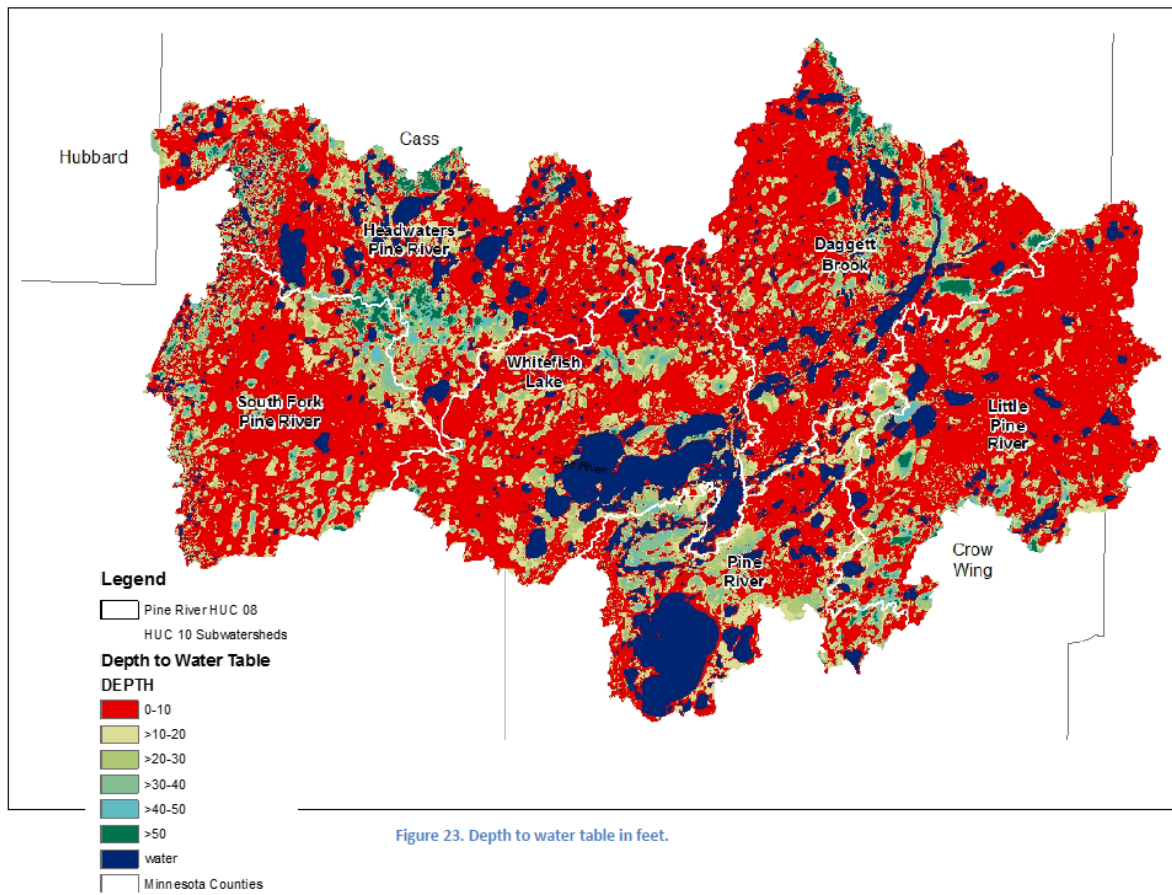 Hubbard
Cass
Headwaters
Pine River
Daggett
Brook
Whitefish
Lake
South Fork
Pine River
Little
Pine
River
Pine River
Crow
Wing
Pine
River
Legend
Pine River HUC 08
HUC 10 Subwatersheds
Depth to Water Table
DEPTH
0-10
>10-20
>20-30
>30-40
>40-50
>50
water
Minnesota Counties
Figure 23. Depth to water table in feet.